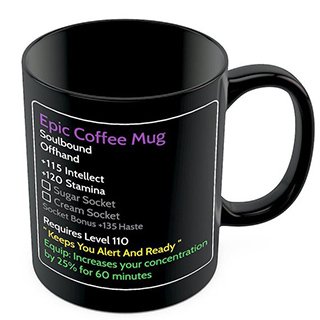 Epic Coffee Mug
Soulbound
Offhand
+115 Intellect
+120 Stamina
Sugar Socket
Cream Socket
Socket Bonus +135 Haste
Requires Level 110
" Keeps You Alert And Ready "
Equip: Increases your concentration
by 25% for 60 minutes